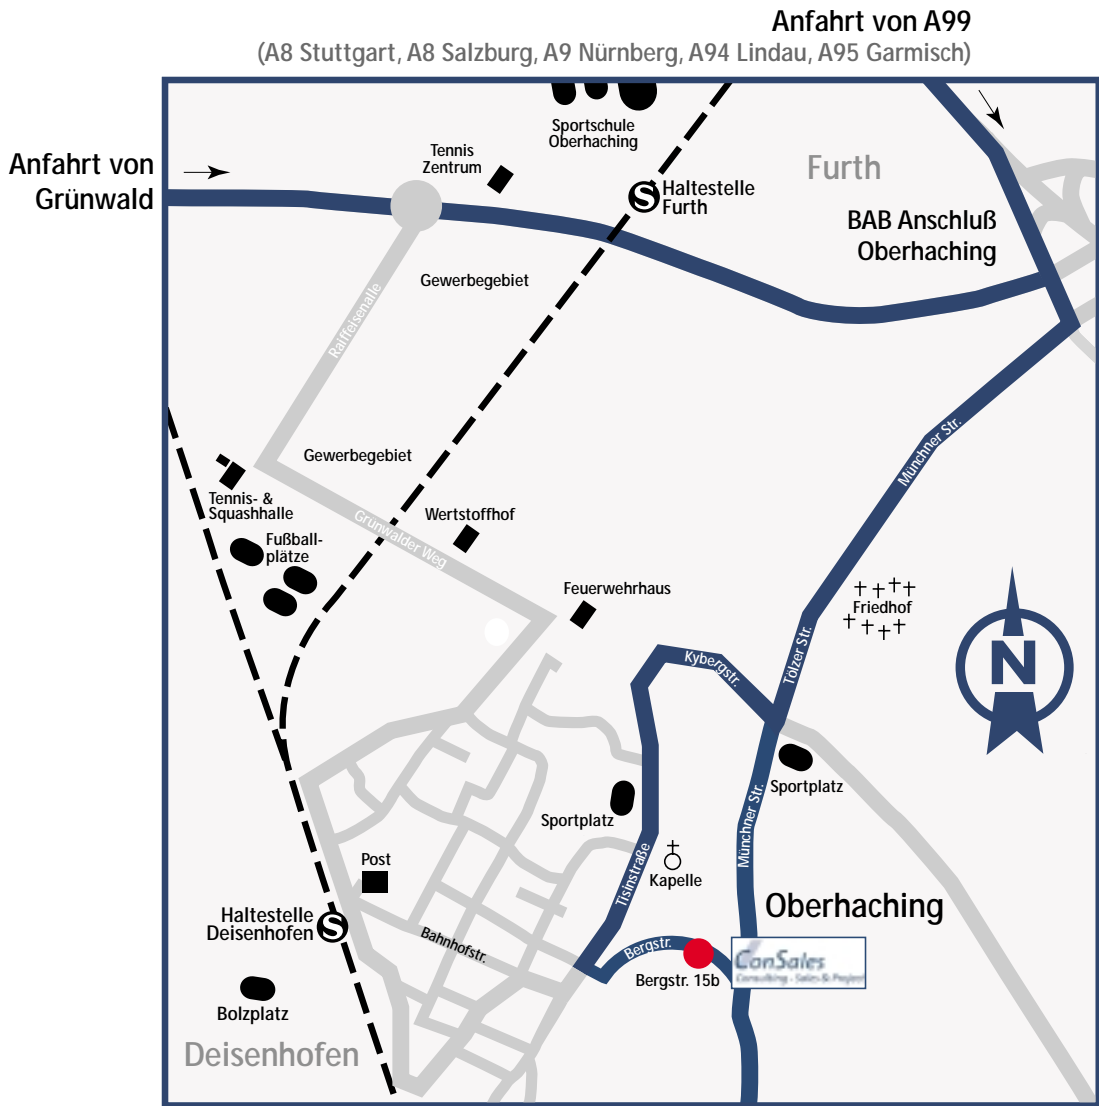 Anfahrt von A99
(A8 Stuttgart, A8 Salzburg, A9 Nürnberg, A94 Lindau, A95 Garmisch)
Anfahrt von
Grünwald
Sportschule
Oberhaching
Tennis
Zentrum
S
Haltestelle
Furth
Furth
BAB Anschluß
Oberhaching
Gewerbegebiet
Raiffeisenalle
Gewerbegebiet
Münchner Str.
Tennis- &
Squashhalle
Fußball-
plätze
Grünwalder Weg
Wertstoffhof
Feuerwehrhaus
Friedhof
N
Kybergstr.
Tölzer Str.
Sportplatz
Sportplatz
Münchner Str.
Tisinstraße
Kapelle
Post
Haltestelle
Deisenhofen
S
Bahnhofstr.
Oberhaching
Bergstr.
Bergstr. 15b
ConSales
Consulting - Sales & Project
Bolzplatz
Deisenhofen